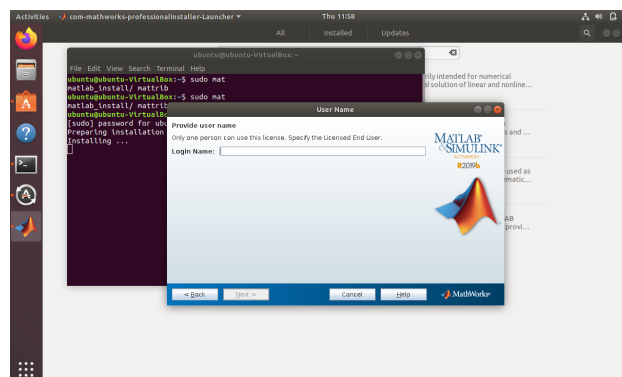 Activities
com-mathworks-professionalinstaller-Launcher
Thu 11:58
All
Installed
Updates
ubuntu@ubuntu-VirtualBox: ~
File Edit View Search Terminal Help
ubuntu@ubuntu-VirtualBox:~$ sudo mat
matlab_install/ mattrib
ubuntu@ubuntu-VirtualBox:~$ sudo mat
matlab_install/ mattrib
ubuntu@ubuntu-VirtualBox
[sudo] password for ubu
Preparing installation
Installing ...
rily intended for numerical
al solution of linear and nonline...
s and ...
used as
ematic...
AB
provi...
User Name
Provide user name
Only one person can use this license. Specify the Licensed End User.
Login Name:
MATLAB®
&SIMULINK®
ACTIVATION
R2019b
< Back
Next >
Cancel
Help
MathWorks®